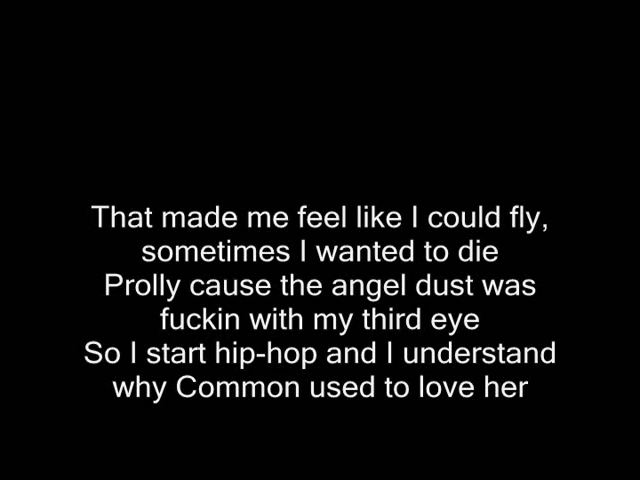 That made me feel like I could fly,
sometimes I wanted to die
Prolly cause the angel dust was
fuckin with my third eye
So I start hip-hop and I understand
why Common used to love her